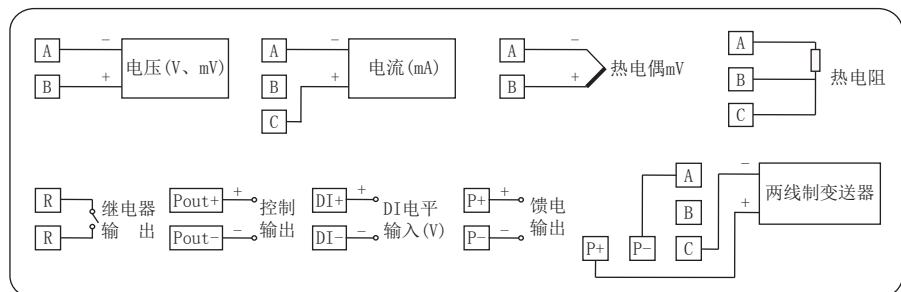 A
B
－
＋
电压(V、mV)
A
B
C
－
＋
电流(mA)
A
B
－
＋
热电偶mV
A
B
C
热电阻
R
R
继电器
输 出
Pout+
Pout-
＋
－
控制
输出
DI+
DI-
＋
－
DI电平
输入(V)
P+
P-
＋
－
馈电
输出
P+
P-
A
B
C
－
＋
两线制变送器